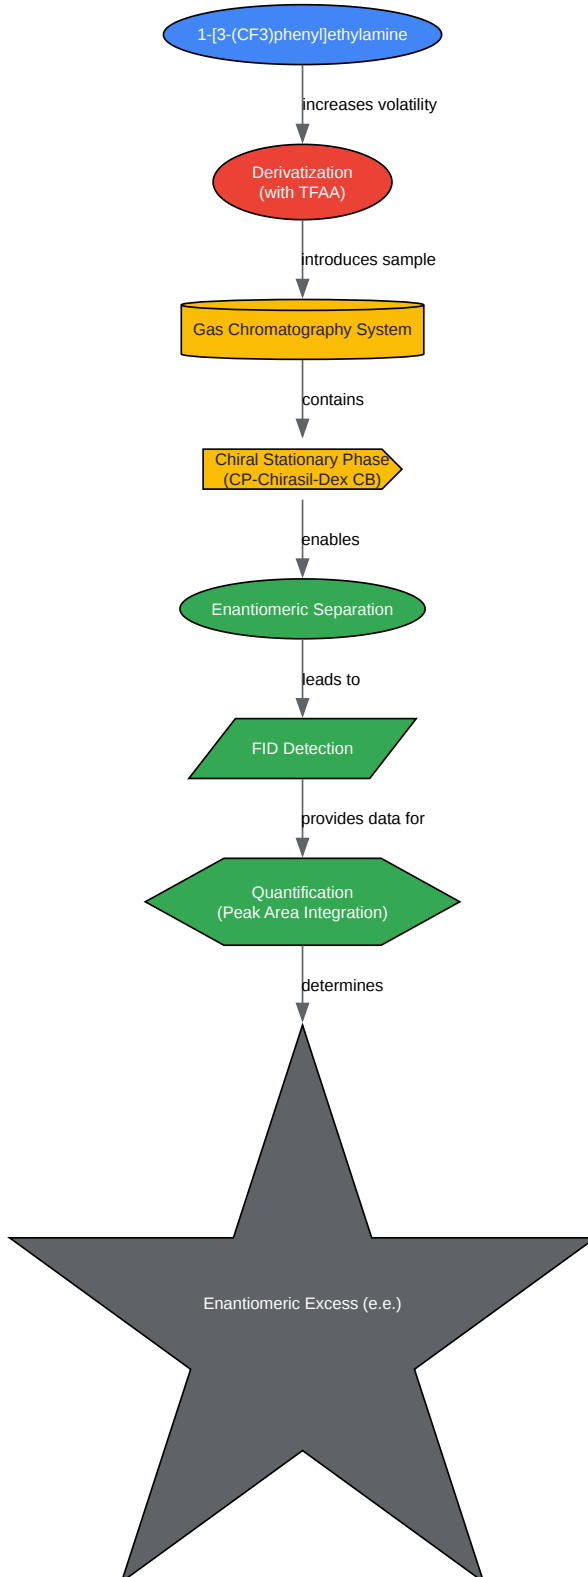 1-[3-(CF3)phenyl]ethylamine
increases volatility
Derivatization
(with TFAA)
introduces sample
Gas Chromatography System
contains
Chiral Stationary Phase
(CP-Chirasil-Dex CB)
enables
Enantiomeric Separation
leads to
FID Detection
provides data for
Quantification
(Peak Area Integration)
determines
Enantiomeric Excess (e.e.)